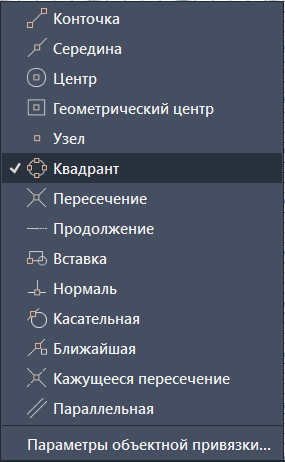 Конточка
Середина
Центр
Геометрический центр
Узел
Квадрант
Пересечение
Продолжение
Вставка
Нормаль
Касательная
Ближайшая
Кажущееся пересечение
Параллельная
Параметры объектной привязки...